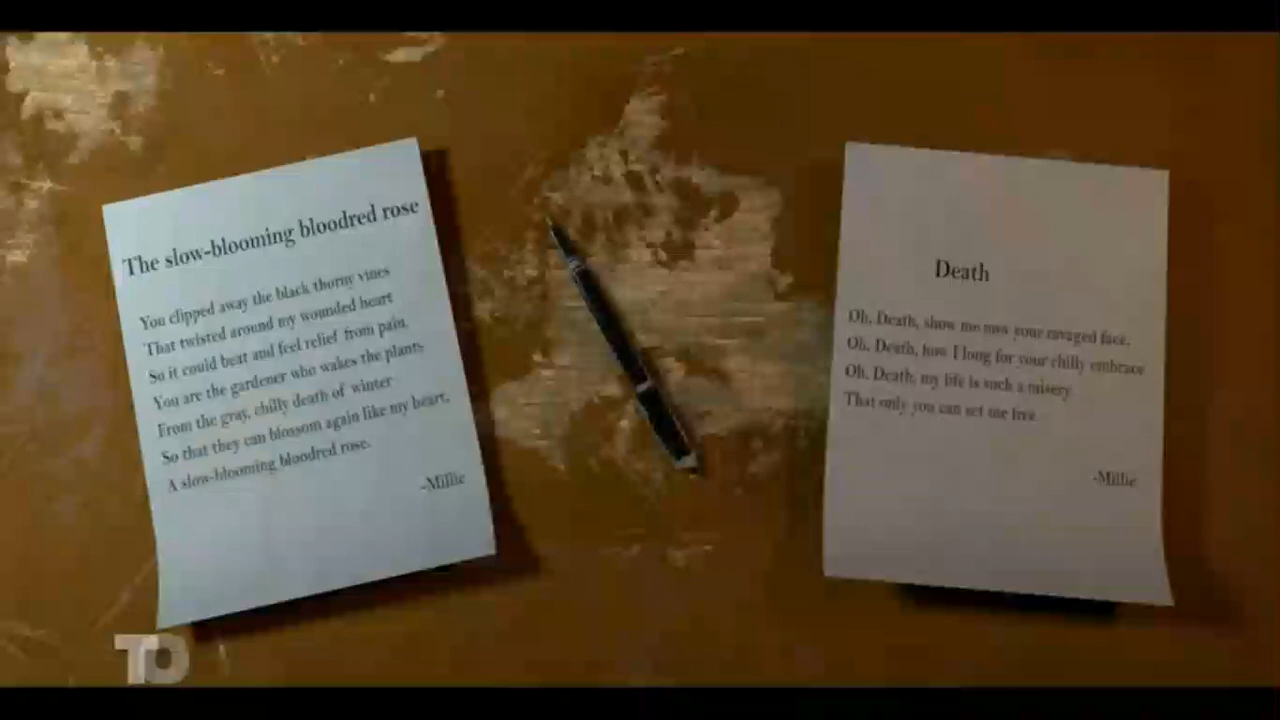 The slow-blooming bloodred rose
You clipped away the black thorny vines
That twisted around my wounded heart
So it could beat and feel relief from pain.
You are the gardener who wakes the plants
From the gray, chilly death of winter
So that they can blossom again like my heart,
A slow-blooming bloodred rose.
-Millie
Death
Oh, Death, show me now your ravaged face,
Oh, Death, how I long for your chilly embrace
Oh, Death, my life is such a misery
That only you can set me free.
-Millie
TD